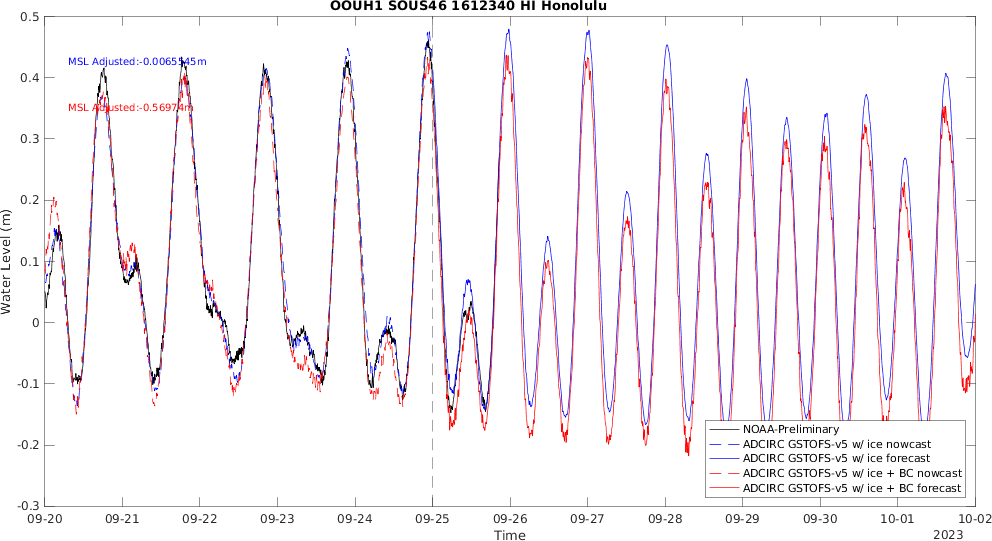 OOUH1 SOUS46 1612340 HI Honolulu
0.5
0.4
0.3
0.2
0.1
0
-0.1
-0.2
-0.3
Water Level (m)
MSL Adjusted:-0.0065545m
MSL Adjusted:-0.56974m
NOAA-Preliminary
ADCIRC GSTOFS-v5 w/ ice nowcast
ADCIRC GSTOFS-v5 w/ ice forecast
ADCIRC GSTOFS-v5 w/ ice + BC nowcast
ADCIRC GSTOFS-v5 w/ ice + BC forecast
09-20 09-21 09-22 09-23 09-24 09-25 09-26 09-27 09-28 09-29 09-30 10-01 10-02
Time
2023